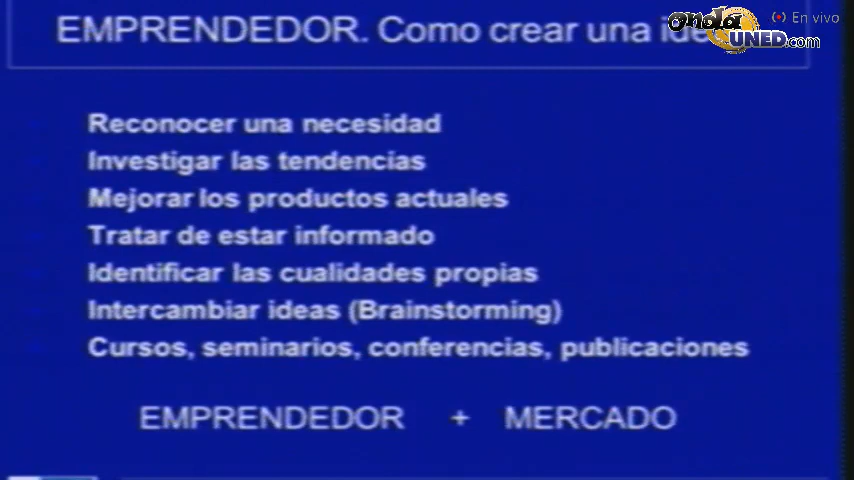 EMPRENDEDOR. Como crear una
onda UNED.com
En vivo
Reconocer una necesidad
Investigar las tendencias
Mejorar los productos actuales
Tratar de estar informado
Identificar las cualidades propias
Intercambiar ideas (Brainstorming)
Cursos, seminarios, conferencias, publicaciones
EMPRENDEDOR + MERCADO